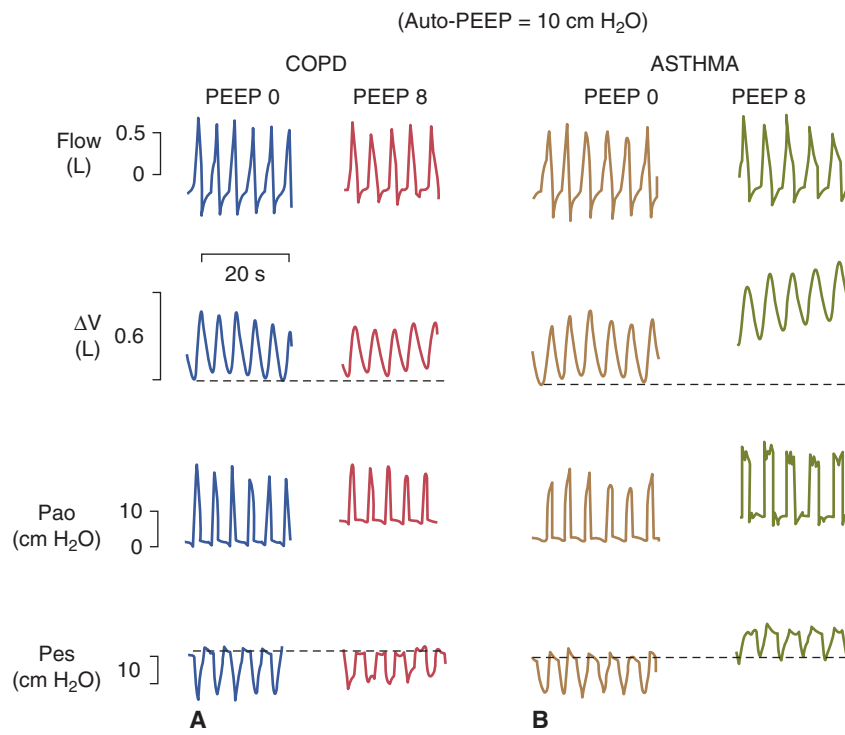 (Auto-PEEP = 10 cm H₂O)
COPD ASTHMA
PEEP 0 PEEP 8 PEEP 0 PEEP 8
Flow
(L)
0.5
0
20 s
ΔV
(L)
0.6
Pao
(cm H₂O)
10
0
Pes
(cm H₂O)
10
A B